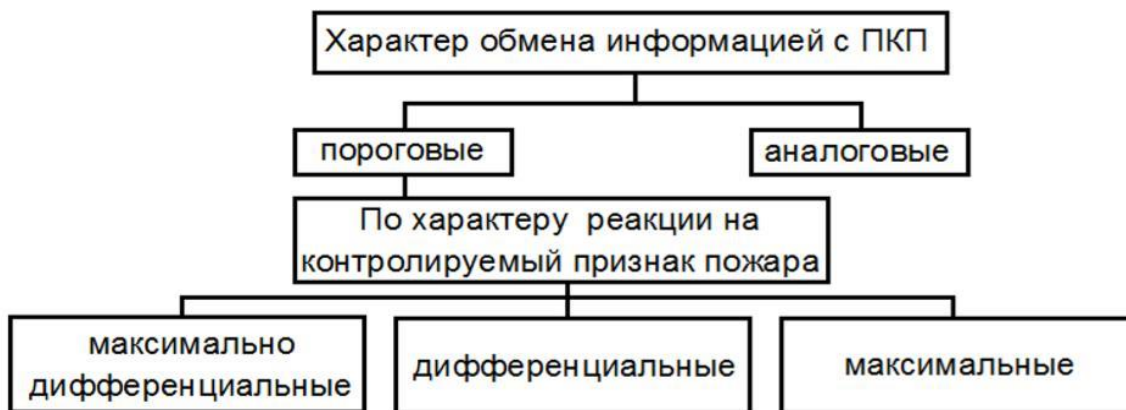 Характер обмена информацией с ПКП
пороговые
аналоговые
По характеру реакции на
контролируемый признак пожара
максимально
дифференциальные
дифференциальные
максимальные